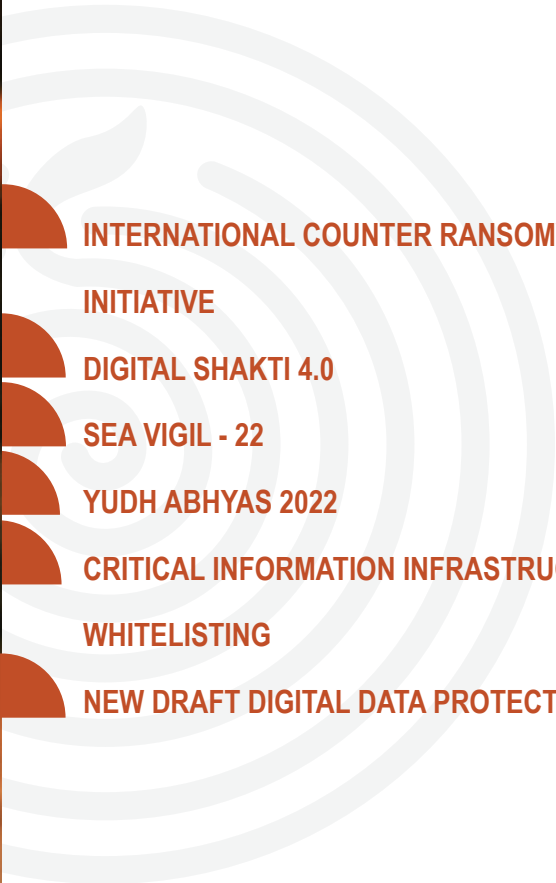 INTERNATIONAL COUNTER RANSOM
INITIATIVE
DIGITAL SHAKTI 4.0
SEA VIGIL - 22
YUDH ABHYAS 2022
CRITICAL INFORMATION INFRASTRU
WHITELISTING
NEW DRAFT DIGITAL DATA PROTECT